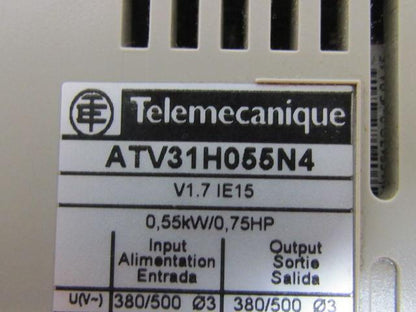 Telemecanique
ATV31H055N4
V1.7 IE15
0,55kW/0,75HP
Input Output
Alimentation Sortie
Entrada Salida
U(V~) 380/500 Ø3 380/500 Ø3